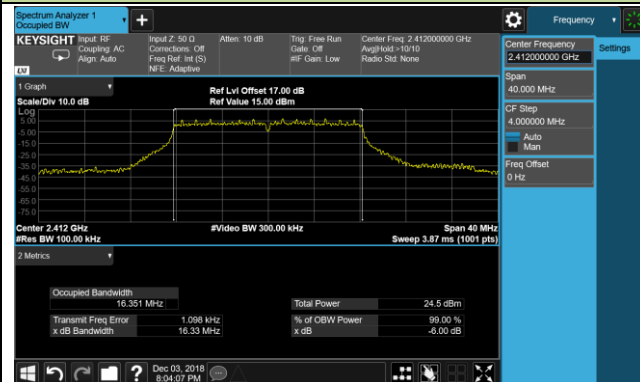 Spectrum Analyzer 1
Occupied BW
Frequency
KEYSIGHT
Input: RF
Coupling: AC
Align: Auto
Input Z: 50 Ω
Corrections: Off
Freq Ref: Int (S)
NFE: Adaptive
Atten: 10 dB
Trig: Free Run
Gate: Off
#IF Gain: Low
Center Freq: 2.412000000 GHz
Avg|Hold:>10/10
Radio Std: None
LXI
Center Frequency
2.412000000 GHz
Settings
Span
40.000 MHz
CF Step
4.000000 MHz
Auto
Man
Freq Offset
0 Hz
1 Graph
Scale/Div 10.0 dB
Ref Lvl Offset 17.00 dB
Ref Value 15.00 dBm
Log
5.00
-5.00
-15.0
-25.0
-35.0
-45.0
-55.0
-65.0
-75.0
Center 2.412 GHz
#Res BW 100.00 kHz
#Video BW 300.00 kHz
Span 40 MHz
Sweep 3.87 ms (1001 pts)
2 Metrics
Occupied Bandwidth
16.351 MHz
Total Power 24.5 dBm
Transmit Freq Error 1.098 kHz
% of OBW Power 99.00 %
x dB Bandwidth 16.33 MHz
x dB -6.00 dB
Dec 03, 2018
8:04:07 PM